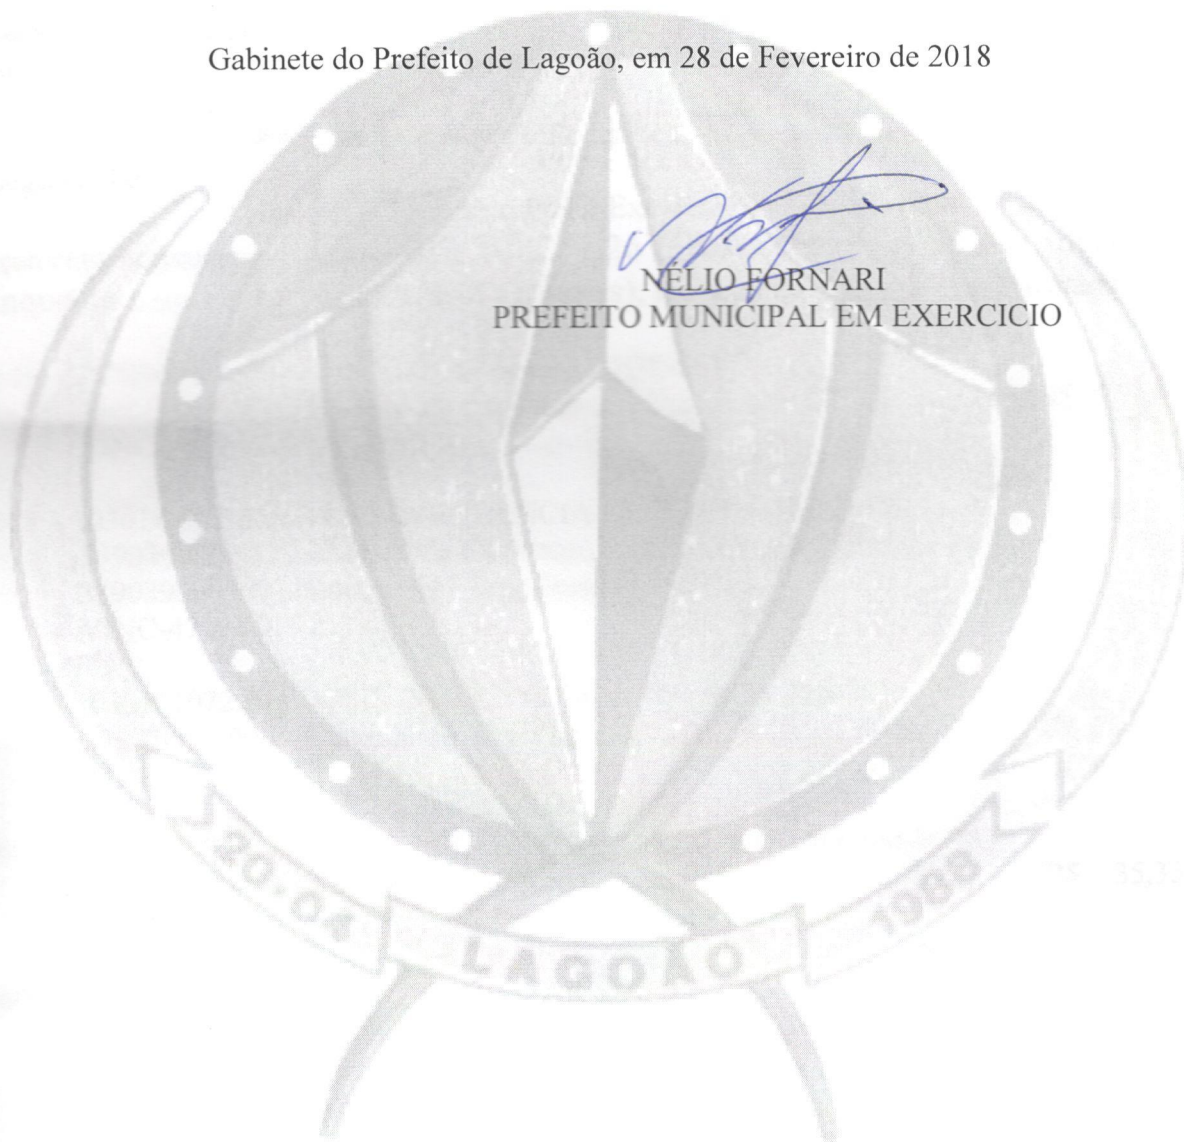 Gabinete do Prefeito de Lagoão, em 28 de Fevereiro de 2018
NÉLIO FORNARI
PREFEITO MUNICIPAL EM EXERCICIO
20-04
LAGOÃO
1988